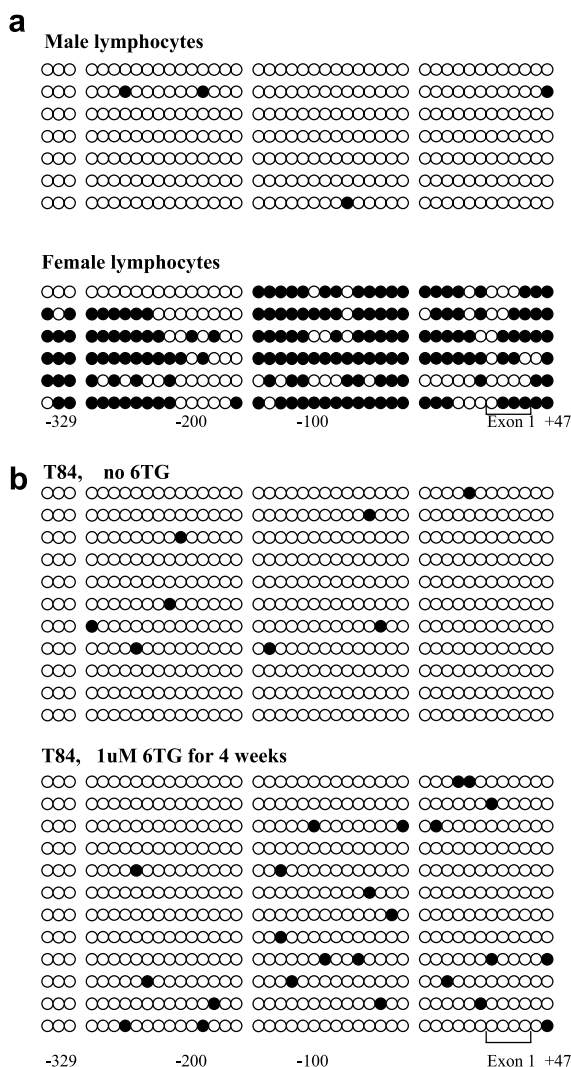 a
Male lymphocytes
Female lymphocytes
-329 -200 -100 Exon 1 +47
b
T84, no 6TG
T84, 1uM 6TG for 4 weeks
-329 -200 -100 Exon 1 +47